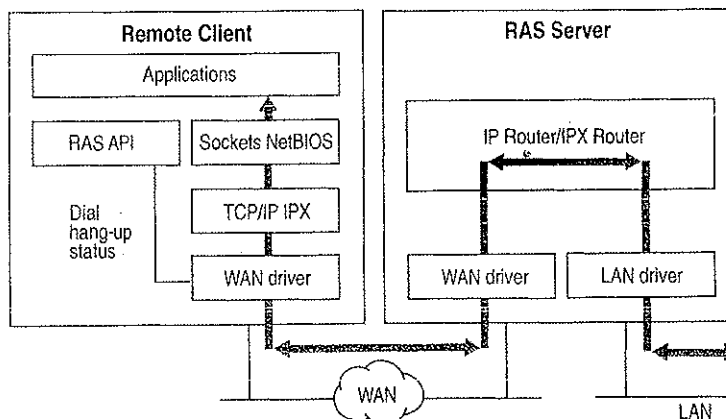 Remote Client
Applications
RAS API
Sockets NetBIOS
TCP/IP IPX
Dial
hang-up
status
WAN driver
RAS Server
IP Router/IPX Router
WAN driver
LAN driver
WAN
LAN